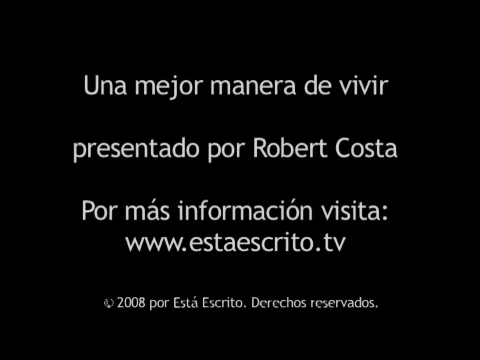 Una mejor manera de vivir
presentado por Robert Costa
Por más información visita:
www.estaescrito.tv
© 2008 por Está Escrito. Derechos reservados.